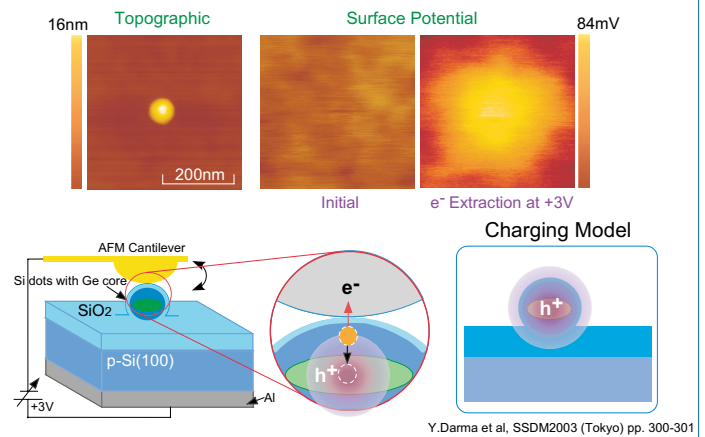 Topographic
Surface Potential
16nm
84mV
200nm
Initial
e- Extraction at +3V
AFM Cantilever
Si dots with Ge core
SiO2
p-Si(100)
+3V
Al
e-
h+
Charging Model
h+
Y.Darma et al, SSDM2003 (Tokyo) pp. 300-301